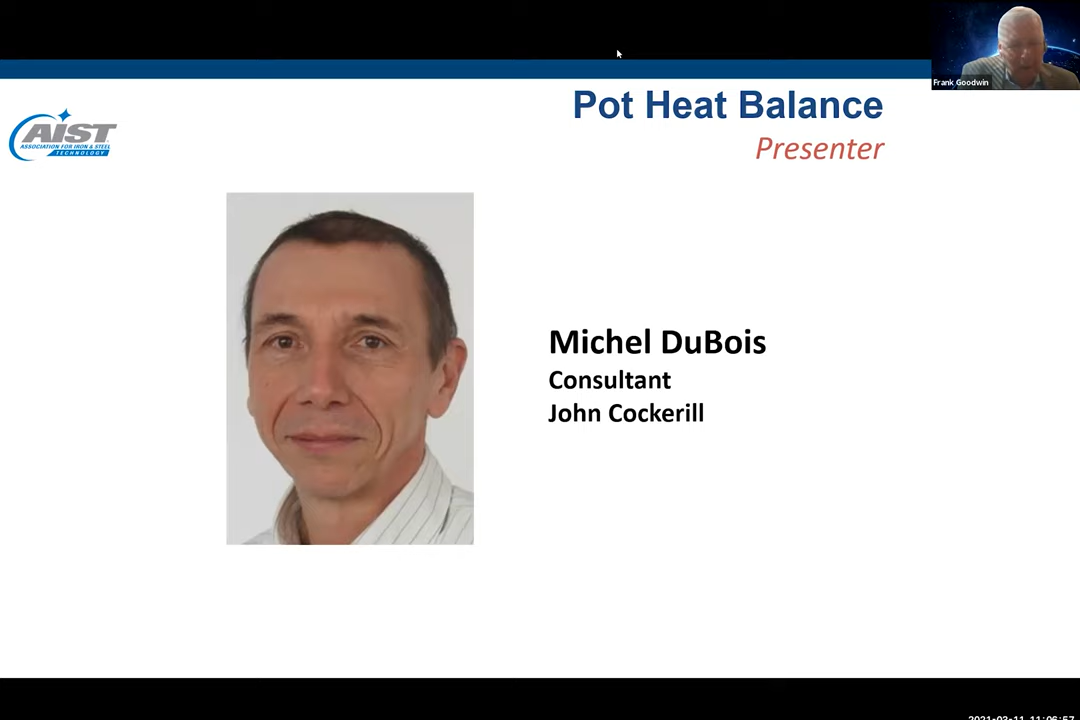 Frank Goodwin
Pot Heat Balance
Presenter
AIST
ASSOCIATION FOR IRON & STEEL
TECHNOLOGY
Michel DuBois
Consultant
John Cockerill